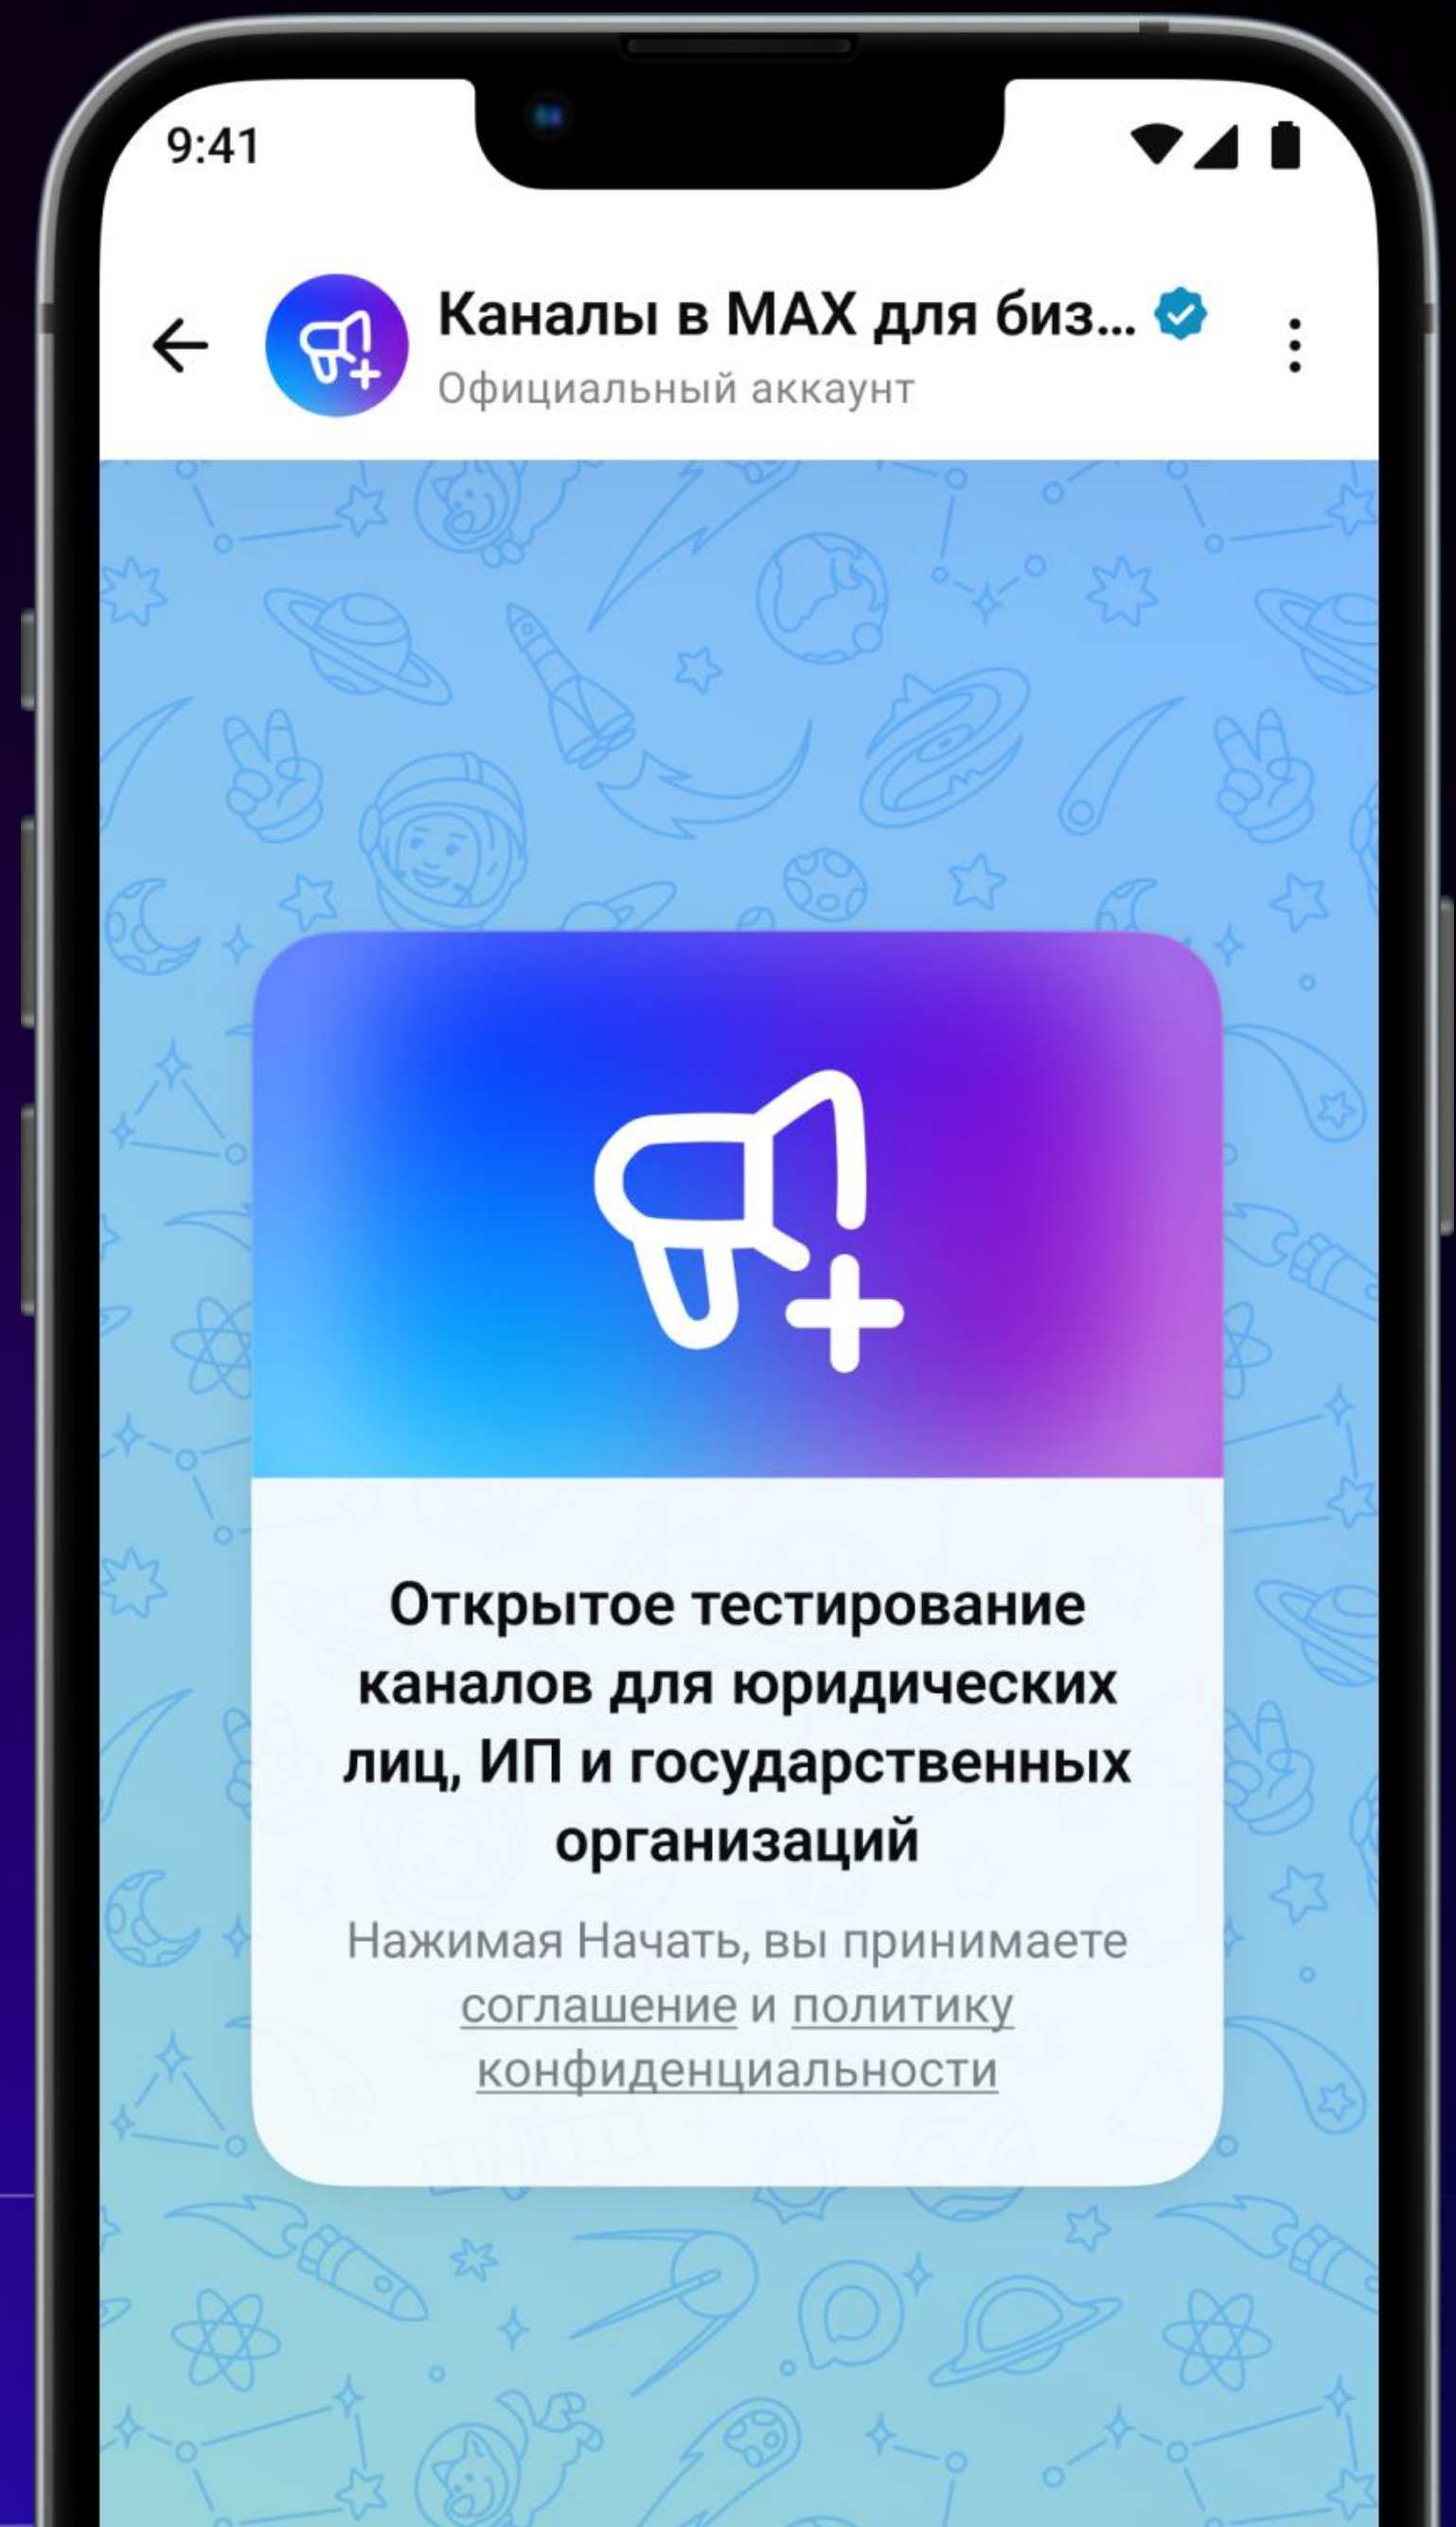 9:41
Каналы в MAX для биз...
Официальный аккаунт
Открытое тестирование
каналов для юридических
лиц, ИП и государственных
организаций
Нажимая Начать, вы принимаете
соглашение и политику
конфиденциальности